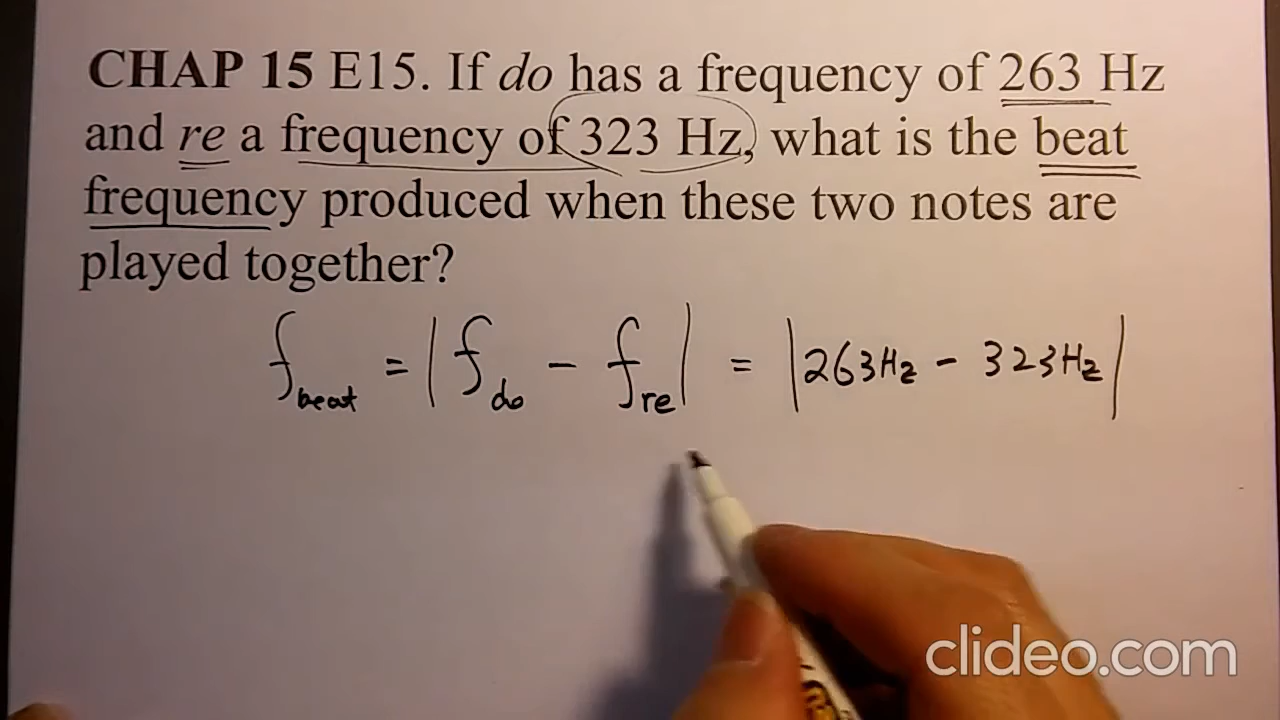 CHAP 15 E15. If do has a frequency of 263 Hz
and re a frequency of 323 Hz, what is the beat
frequency produced when these two notes are
played together?
f_beat = |f_do - f_re| = |263Hz - 323Hz|
clideo.com